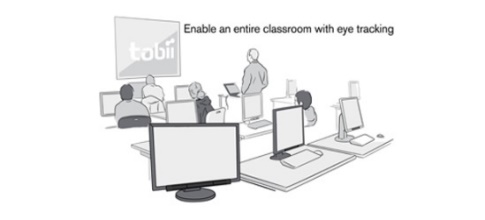 Enable an entire classroom with eye tracking
tobii